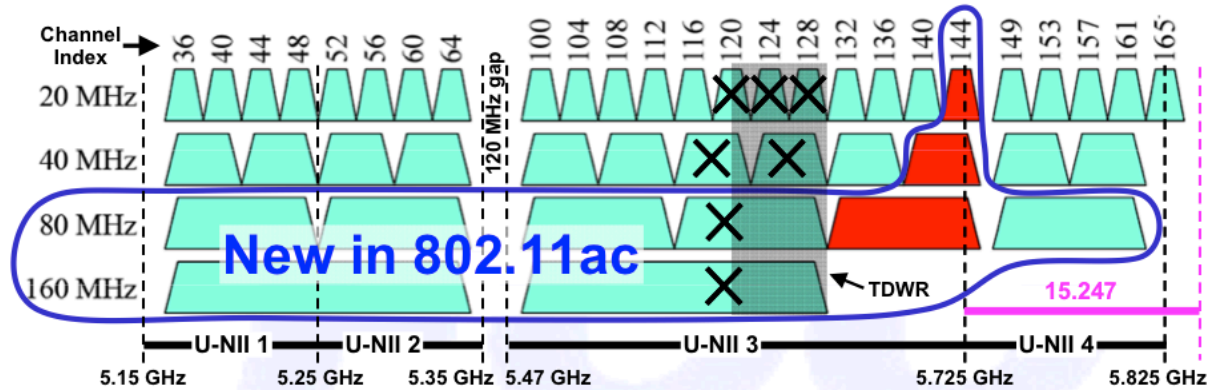 Channel Index
36 40 44 48 52 56 60 64 100 104 108 112 116 120 124 128 132 136 140 144 149 153 157 161 165
20 MHz
120 MHz gap
40 MHz
80 MHz
New in 802.11ac
160 MHz
TDWR
15.247
U-NII 1 U-NII 2 U-NII 3 U-NII 4
5.15 GHz 5.25 GHz 5.35 GHz 5.47 GHz 5.725 GHz 5.825 GHz